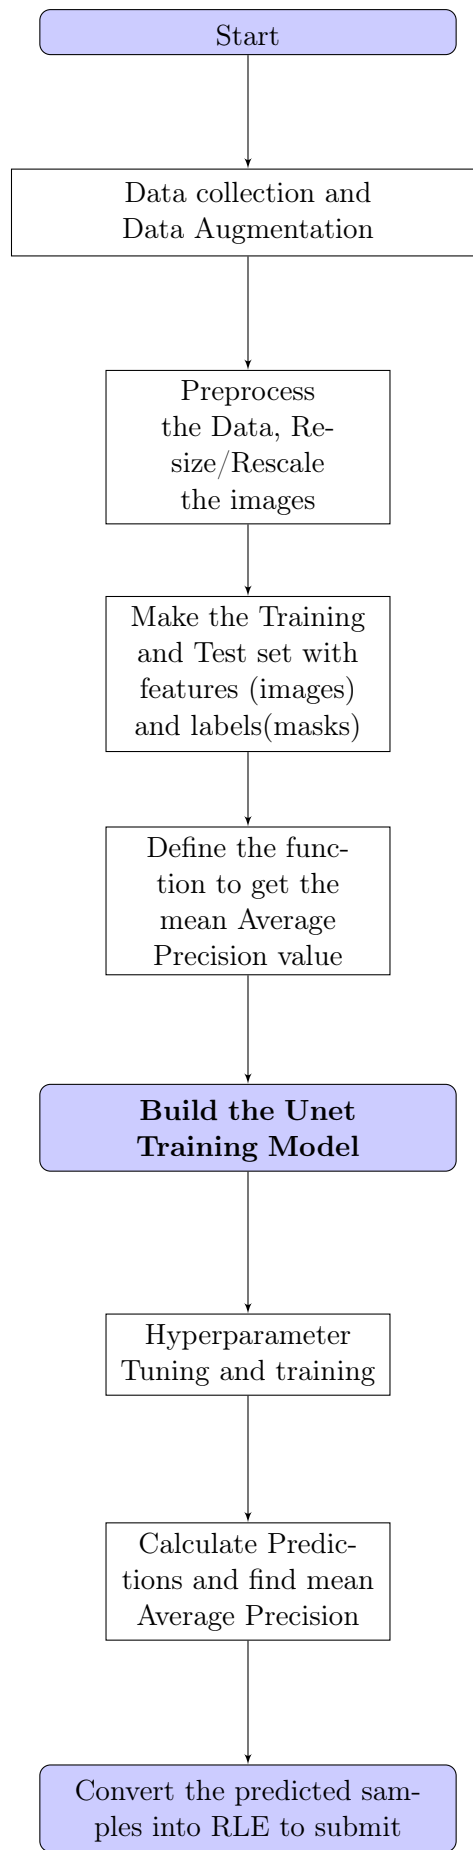 Start
Data collection and
Data Augmentation
Preprocess
the Data, Re-
size/Rescale
the images
Make the Training
and Test set with
features (images)
and labels(masks)
Define the func-
tion to get the
mean Average
Precision value
Build the Unet
Training Model
Hyperparameter
Tuning and training
Calculate Predic-
tions and find mean
Average Precision
Convert the predicted sam-
ples into RLE to submit